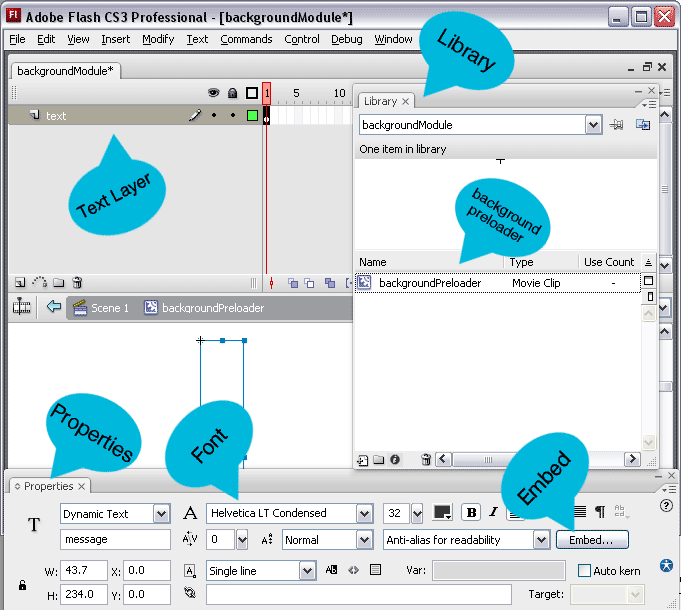 Adobe Flash CS3 Professional - [backgroundModule*]
File Edit View Insert Modify Text Commands Control Debug Window
Library
backgroundModule*
1 5 10
text
Text Layer
Library
backgroundModule
One item in library
background
preloader
Name Type Use Count
backgroundPreloader Movie Clip -
Scene 1 backgroundPreloader
Properties
Font
Embed
Properties
T Dynamic Text A Helvetica LT Condensed 32 B I
message 0 Normal Anti-alias for readability Embed...
W: 43.7 X: 0.0 Single line Var: Auto kern
H: 234.0 Y: 0.0 Target: